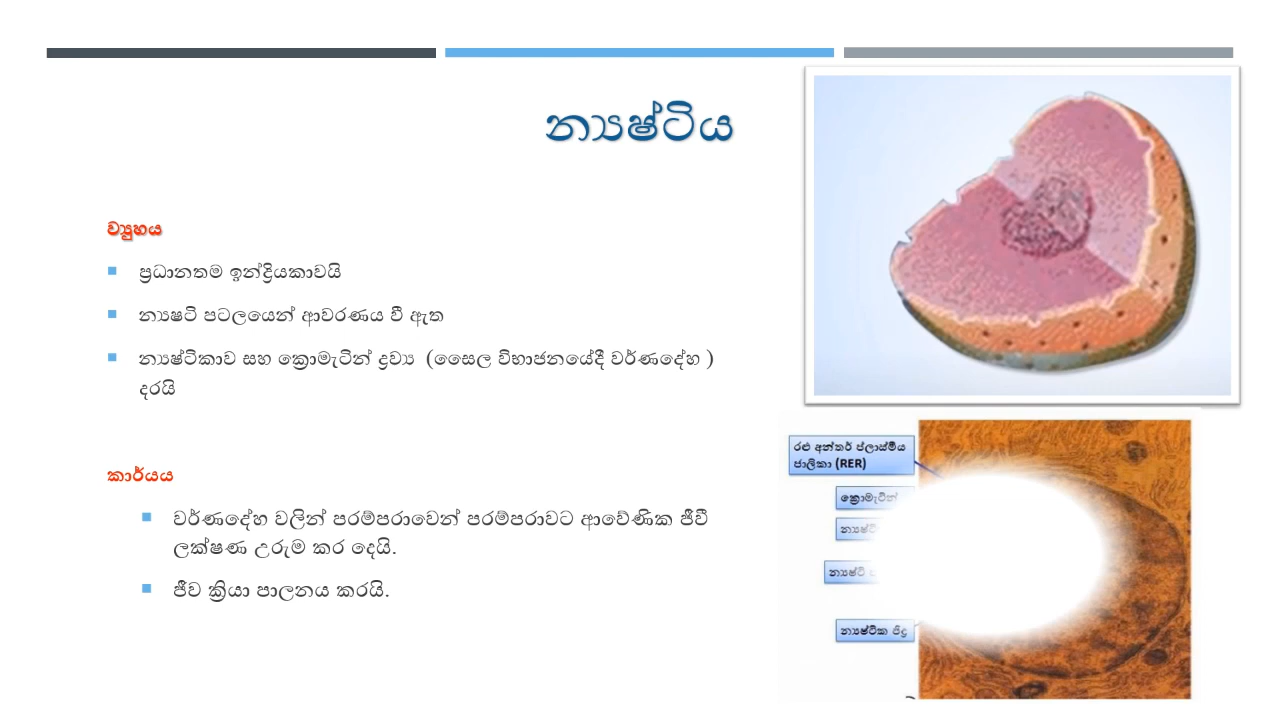 න්‍යෂ්ටිය
ව්‍යුහය
ප්‍රධානතම ඉන්ද්‍රියකාවයි
න්‍යෂටි පටලයෙන් ආවරණය වී ඇත
න්‍යෂ්ටිකාව සහ ක්‍රොමැටින් ද්‍රව්‍ය (සෛල විභාජනයේදී වර්ණදේහ )
දරයි
කාර්යය
වර්ණදේහ වලින් පරම්පරාවෙන් පරම්පරාවට ආවේණික ජීවී
ලක්ෂණ උරුම කර දෙයි.
ජීව ක්‍රියා පාලනය කරයි.
රළු අන්තර් ප්ලාස්මීය
ජාලිකා (RER)
ක්‍රොමැටින්
න්‍යෂ්ටි
න්‍යෂ්ටික